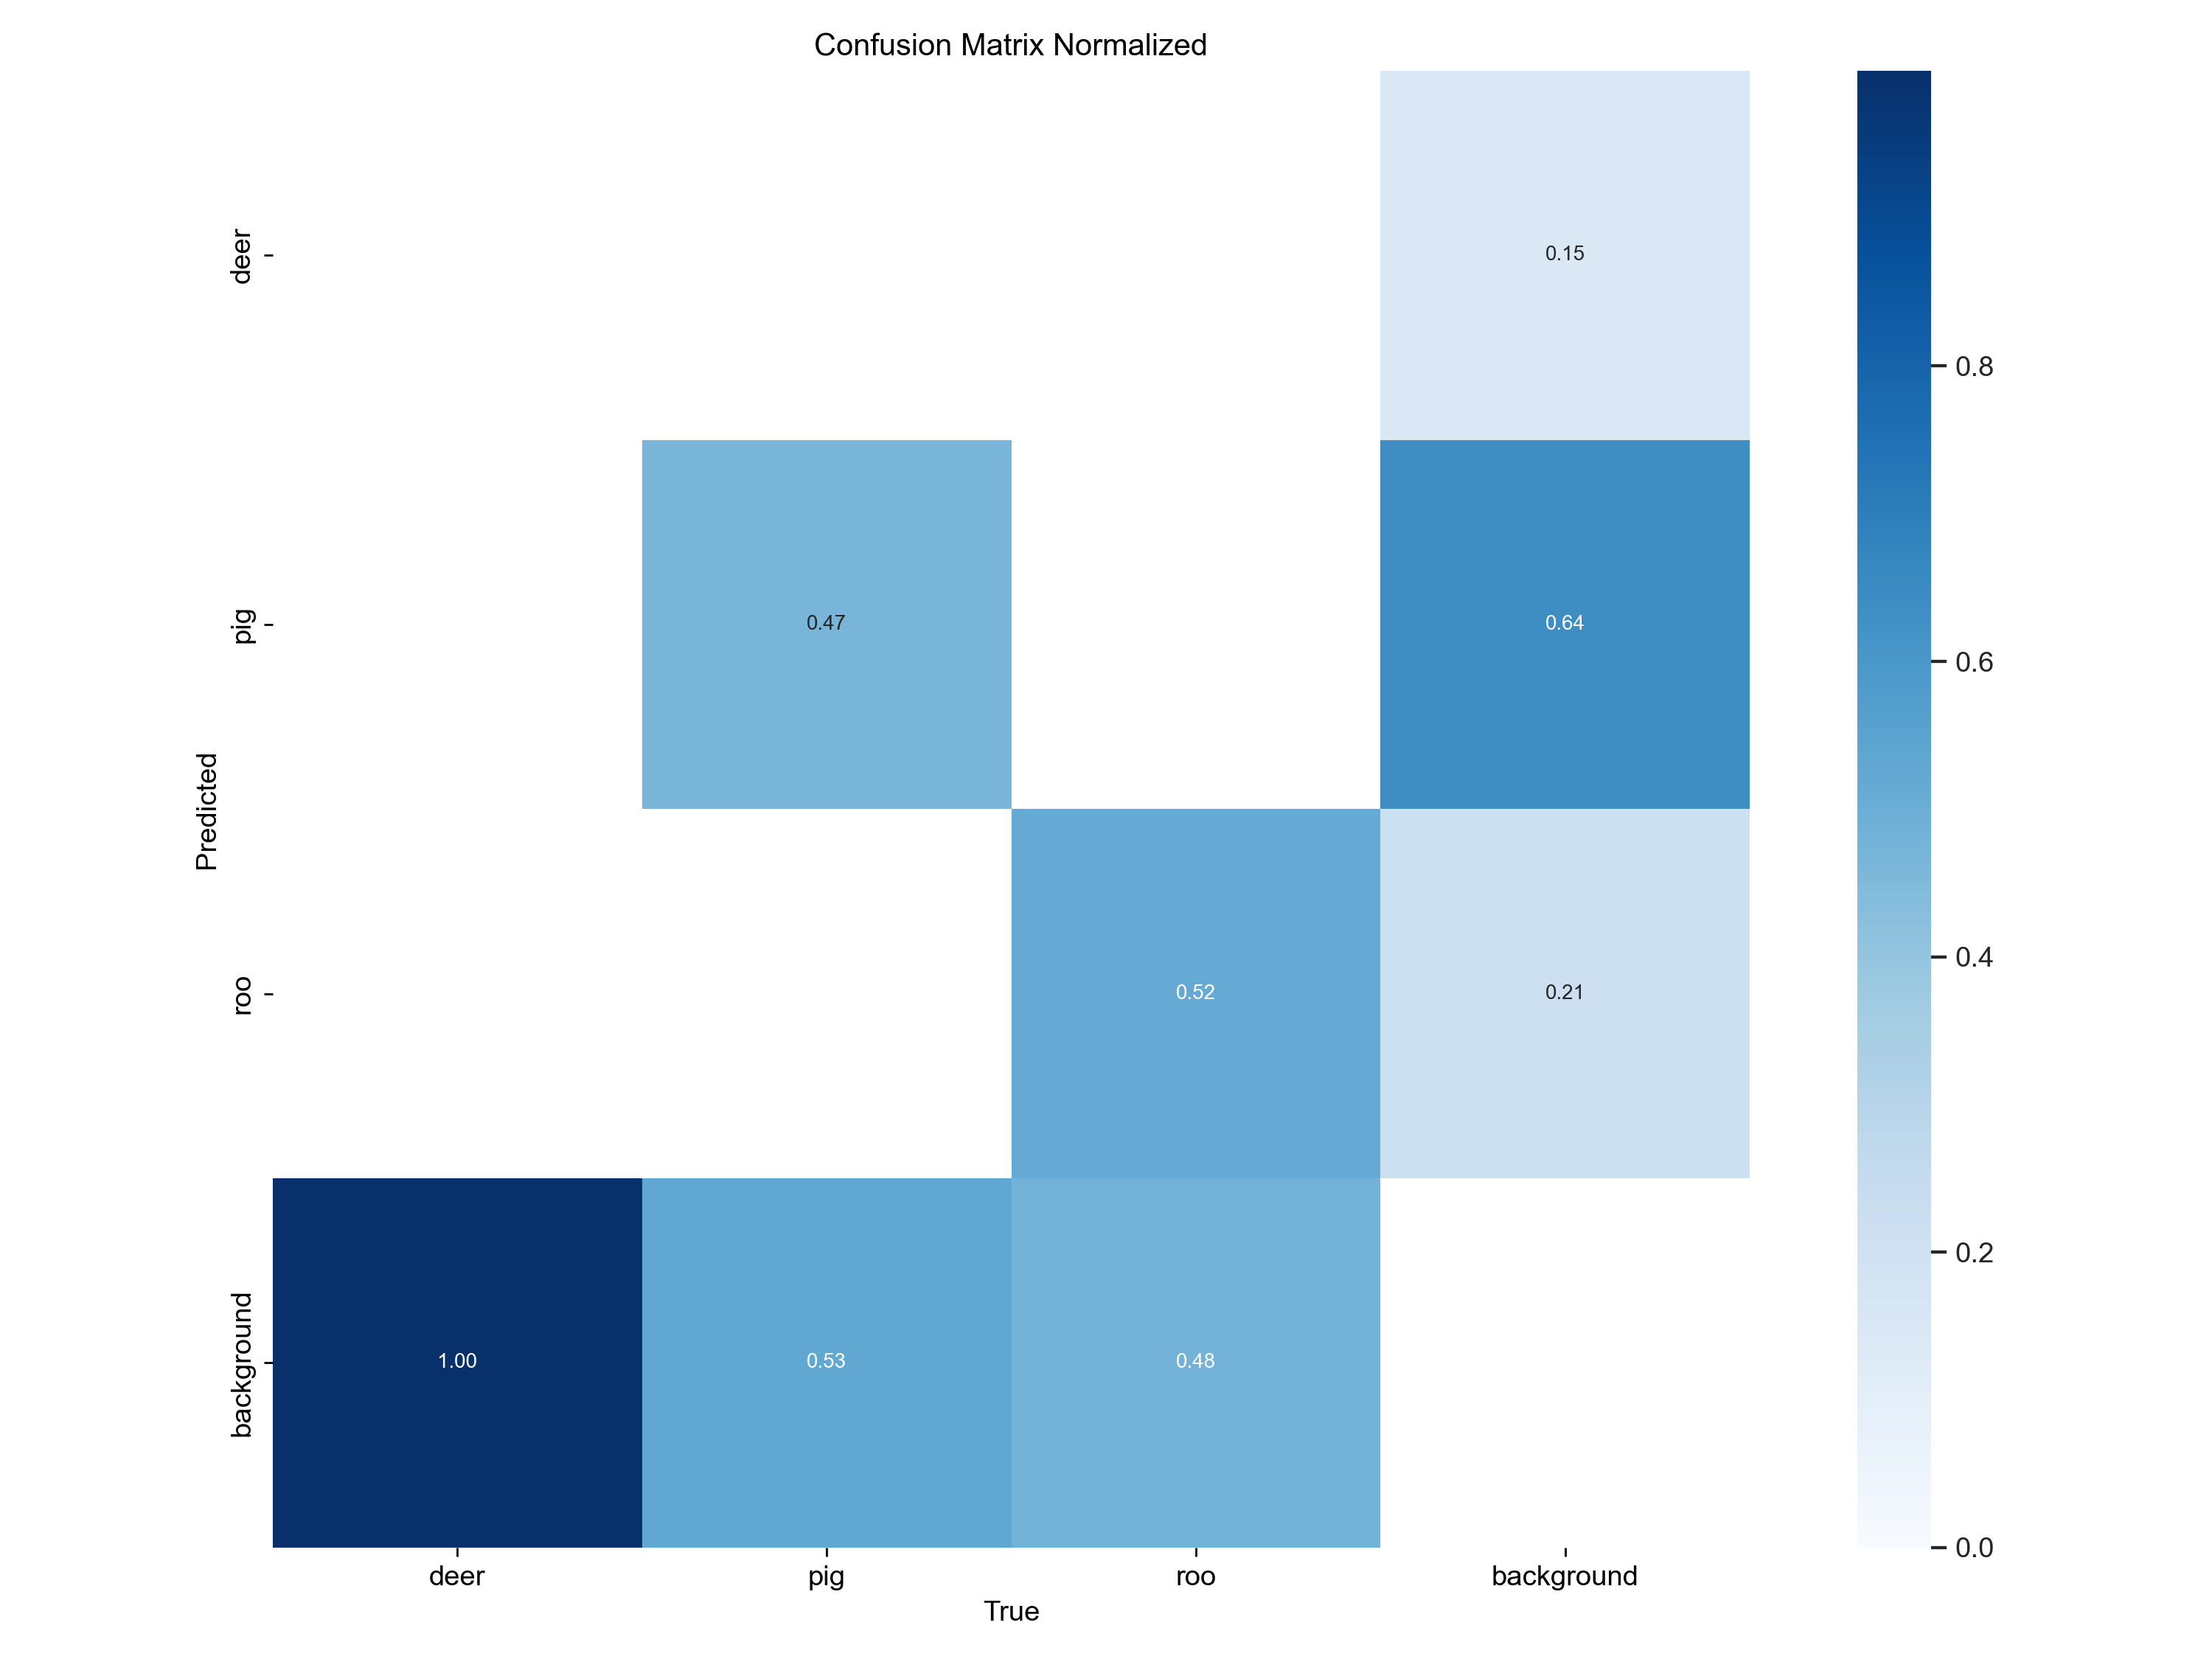 Confusion Matrix Normalized
deer
0.15
pig
0.47
0.64
roo
0.52
0.21
background
1.00
0.53
0.48
Predicted
deer
pig
roo
background
True
0.8
0.6
0.4
0.2
0.0